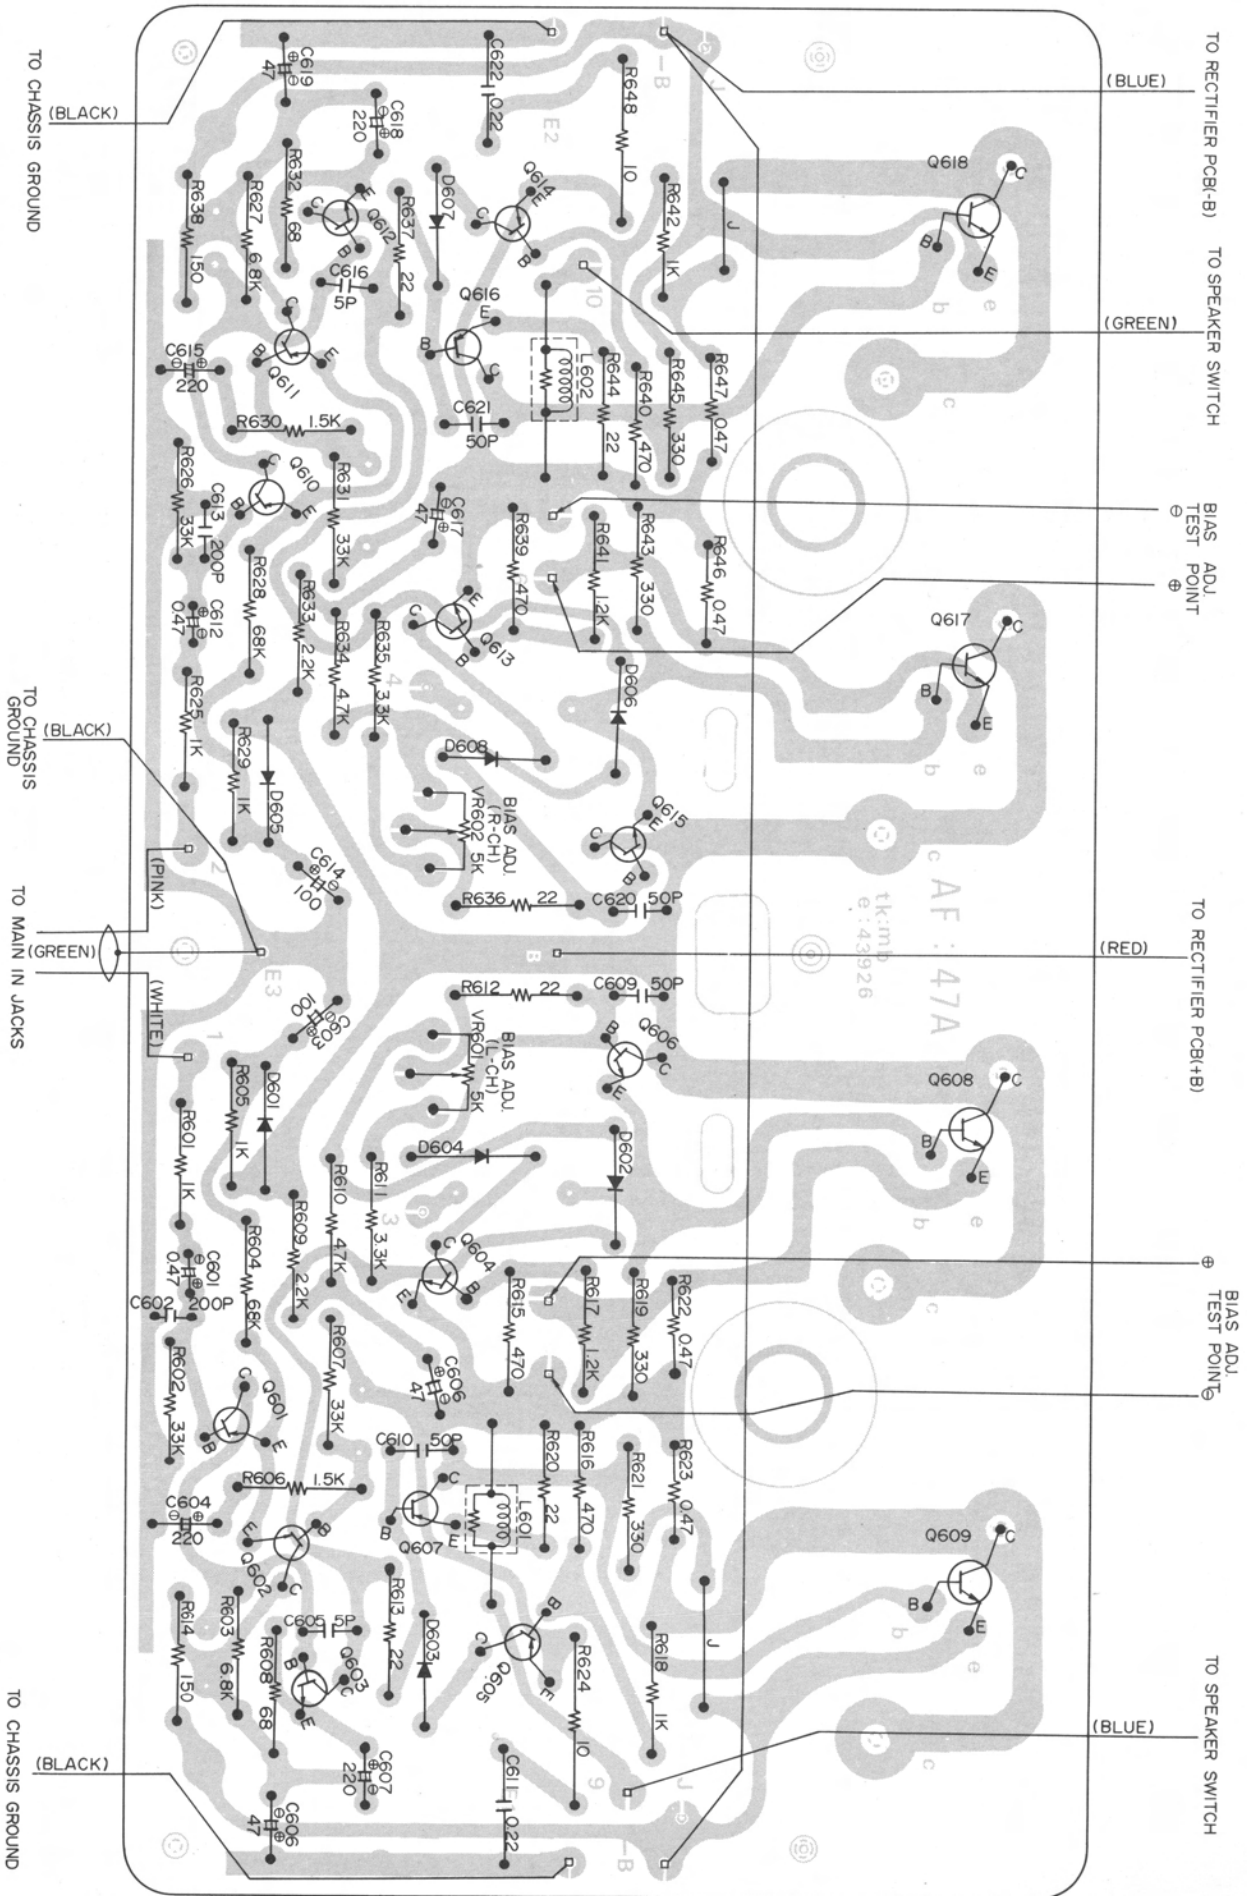 TO RECTIFIER PCB(-B)
(BLUE)
TO SPEAKER SWITCH
(GREEN)
BIAS ADJ.
TEST POINT
⊖
⊕
TO RECTIFIER PCB(+B)
(RED)
BIAS ADJ.
TEST POINT
⊕
⊖
TO SPEAKER SWITCH
(BLUE)
TO CHASSIS GROUND
(BLACK)
TO CHASSIS
GROUND
(BLACK)
TO MAIN IN JACKS
(PINK)
(GREEN)
(WHITE)
TO CHASSIS GROUND
(BLACK)
C619
47
C618
220
C622 0.22
E2
-B
J
R648 10
Q618
C
B
E
R638 150
R627 6.8K
R632 68
Q612
E
C
B
R637 22
D607
Q614
E
C
B
R642 1K
J
b
e
c
C616
5P
10
C615
220
Q611
C
B
E
Q616
E
B
C
L602
R644 22
R640 470
R645 330
R647 0.47
R630 1.5K
C621
50P
R626 33K
C613 200P
Q610
C
B
E
R631 33K
C617
47
R639 470
R641 1.2K
R643 330
R646 0.47
C612
0.47
R628 68K
R633 2.2K
R634 4.7K
R635 3.3K
4
Q613
E
C
B
D606
Q617
C
B
E
b
e
c
R625 1K
R629 1K
D605
D608
BIAS ADJ.
(R-CH)
VR602 5K
Q615
E
C
B
2
C614
100
R636 22
C620 50P
AF:47A
tk:mb
e:43926
E3
B
R612 22
C609 50P
C603
100
1
BIAS ADJ.
(L-CH)
VR601 5K
Q606
B
C
E
Q608
C
B
E
b
e
c
R601 1K
R605 1K
D601
D604
D602
R610 4.7K
R611 3.3K
3
R609 2.2K
R604 68K
C601
0.47
C602 200P
Q604
C
E
B
R615 470
R617 1.2K
R619 330
R622 0.47
R602 33K
Q601
C
B
E
R607 33K
C606
47
C610 50P
R620 22
R616 470
R621 330
R623 0.47
R606 1.5K
C604
220
Q602
E
B
C
Q607
C
B
E
L601
Q609
C
B
E
b
e
c
R614 150
R603 6.8K
R608 68
C605 5P
Q603
B
C
E
R613 22
D603
Q605
B
C
E
R624 10
R618 1K
J
C607
220
C606
47
C611 0.22
9
J
-B